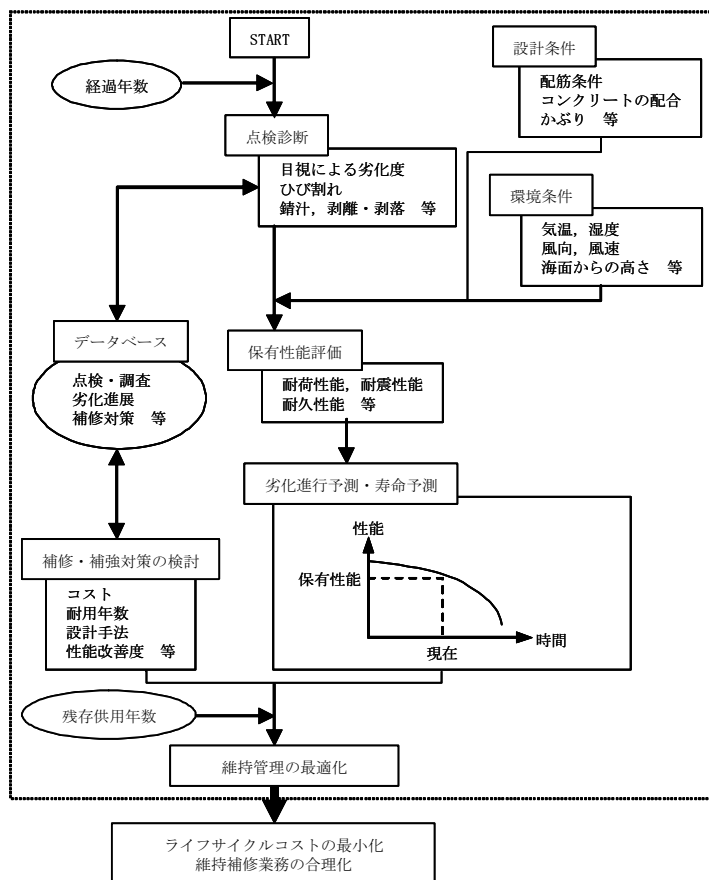 START
経過年数
設計条件
配筋条件
コンクリートの配合
かぶり　等
点検診断
目視による劣化度
ひび割れ
錆汁，剥離・剥落　等
環境条件
気温，湿度
風向，風速
海面からの高さ　等
データベース
点検・調査
劣化進展
補修対策　等
保有性能評価
耐荷性能，耐震性能
耐久性能　等
劣化進行予測・寿命予測
性能
保有性能
時間
現在
補修・補強対策の検討
コスト
耐用年数
設計手法
性能改善度　等
残存供用年数
維持管理の最適化
ライフサイクルコストの最小化
維持補修業務の合理化